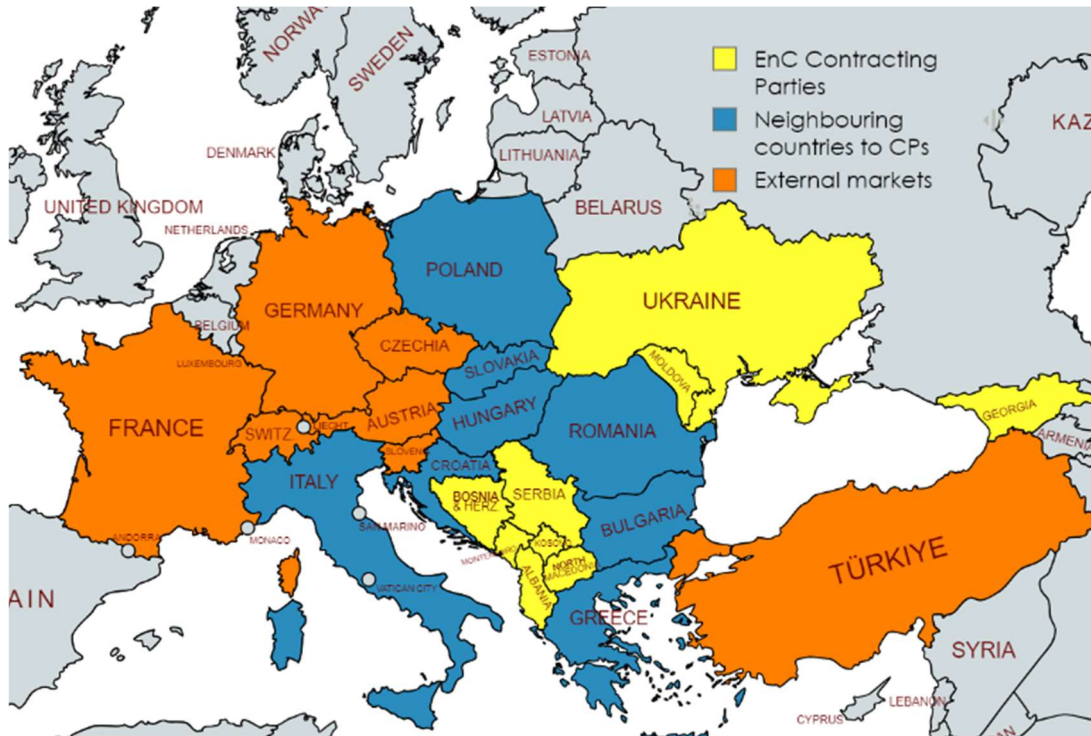 NORWAY
SWEDEN
ESTONIA
EnC Contracting
Parties
LATVIA
Neighbouring
countries to CPs
KAZ
DENMARK
LITHUANIA
External markets
UNITED KINGDOM
BELARUS
NETHERLANDS
POLAND
UKRAINE
GERMANY
BELGIUM
CZECHIA
LUXEMBOURG
SLOVAKIA
MOLDOVA
FRANCE
SWITZ.
LIECHT.
AUSTRIA
HUNGARY
ROMANIA
GEORGIA
ARMENIA
SLOVEN
CROATIA
ITALY
BOSNIA
& HERZ.
SERBIA
BULGARIA
SAN MARINO
ANDORRA
MONACO
KOSOVO
NORTH
MACEDONIA
ALBANIA
TÜRKIYE
VATICAN CITY
AIN
GREECE
SYRIA
LEBANON
CYPRUS
AN